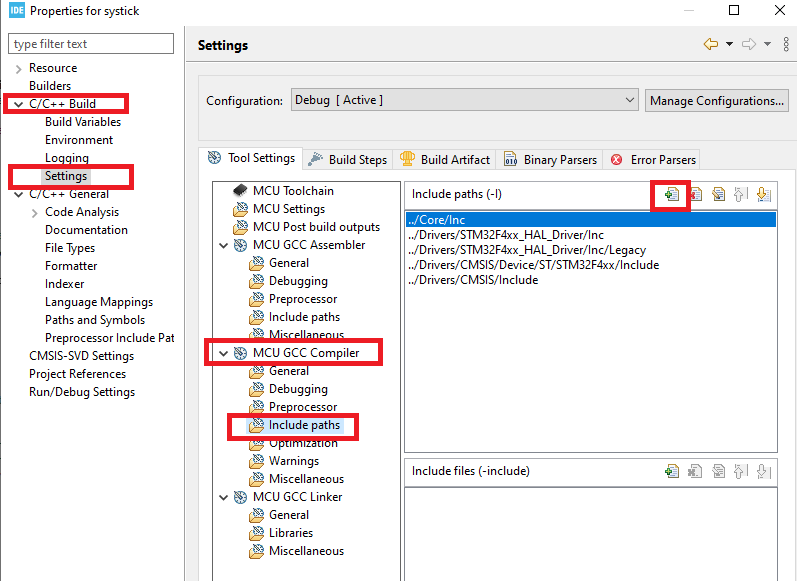 IDE Properties for systick
type filter text
Resource
Builders
C/C++ Build
Build Variables
Environment
Logging
Settings
C/C++ General
Code Analysis
Documentation
File Types
Formatter
Indexer
Language Mappings
Paths and Symbols
Preprocessor Include Pat
CMSIS-SVD Settings
Project References
Run/Debug Settings
Settings
Configuration:
Debug [ Active ]
Manage Configurations...
Tool Settings
Build Steps
Build Artifact
Binary Parsers
Error Parsers
MCU Toolchain
MCU Settings
MCU Post build outputs
MCU GCC Assembler
General
Debugging
Preprocessor
Include paths
Miscellaneous
MCU GCC Compiler
General
Debugging
Preprocessor
Include paths
Optimization
Warnings
Miscellaneous
MCU GCC Linker
General
Libraries
Miscellaneous
Include paths (-I)
../Core/Inc
../Drivers/STM32F4xx_HAL_Driver/Inc
../Drivers/STM32F4xx_HAL_Driver/Inc/Legacy
../Drivers/CMSIS/Device/ST/STM32F4xx/Include
../Drivers/CMSIS/Include
Include files (-include)